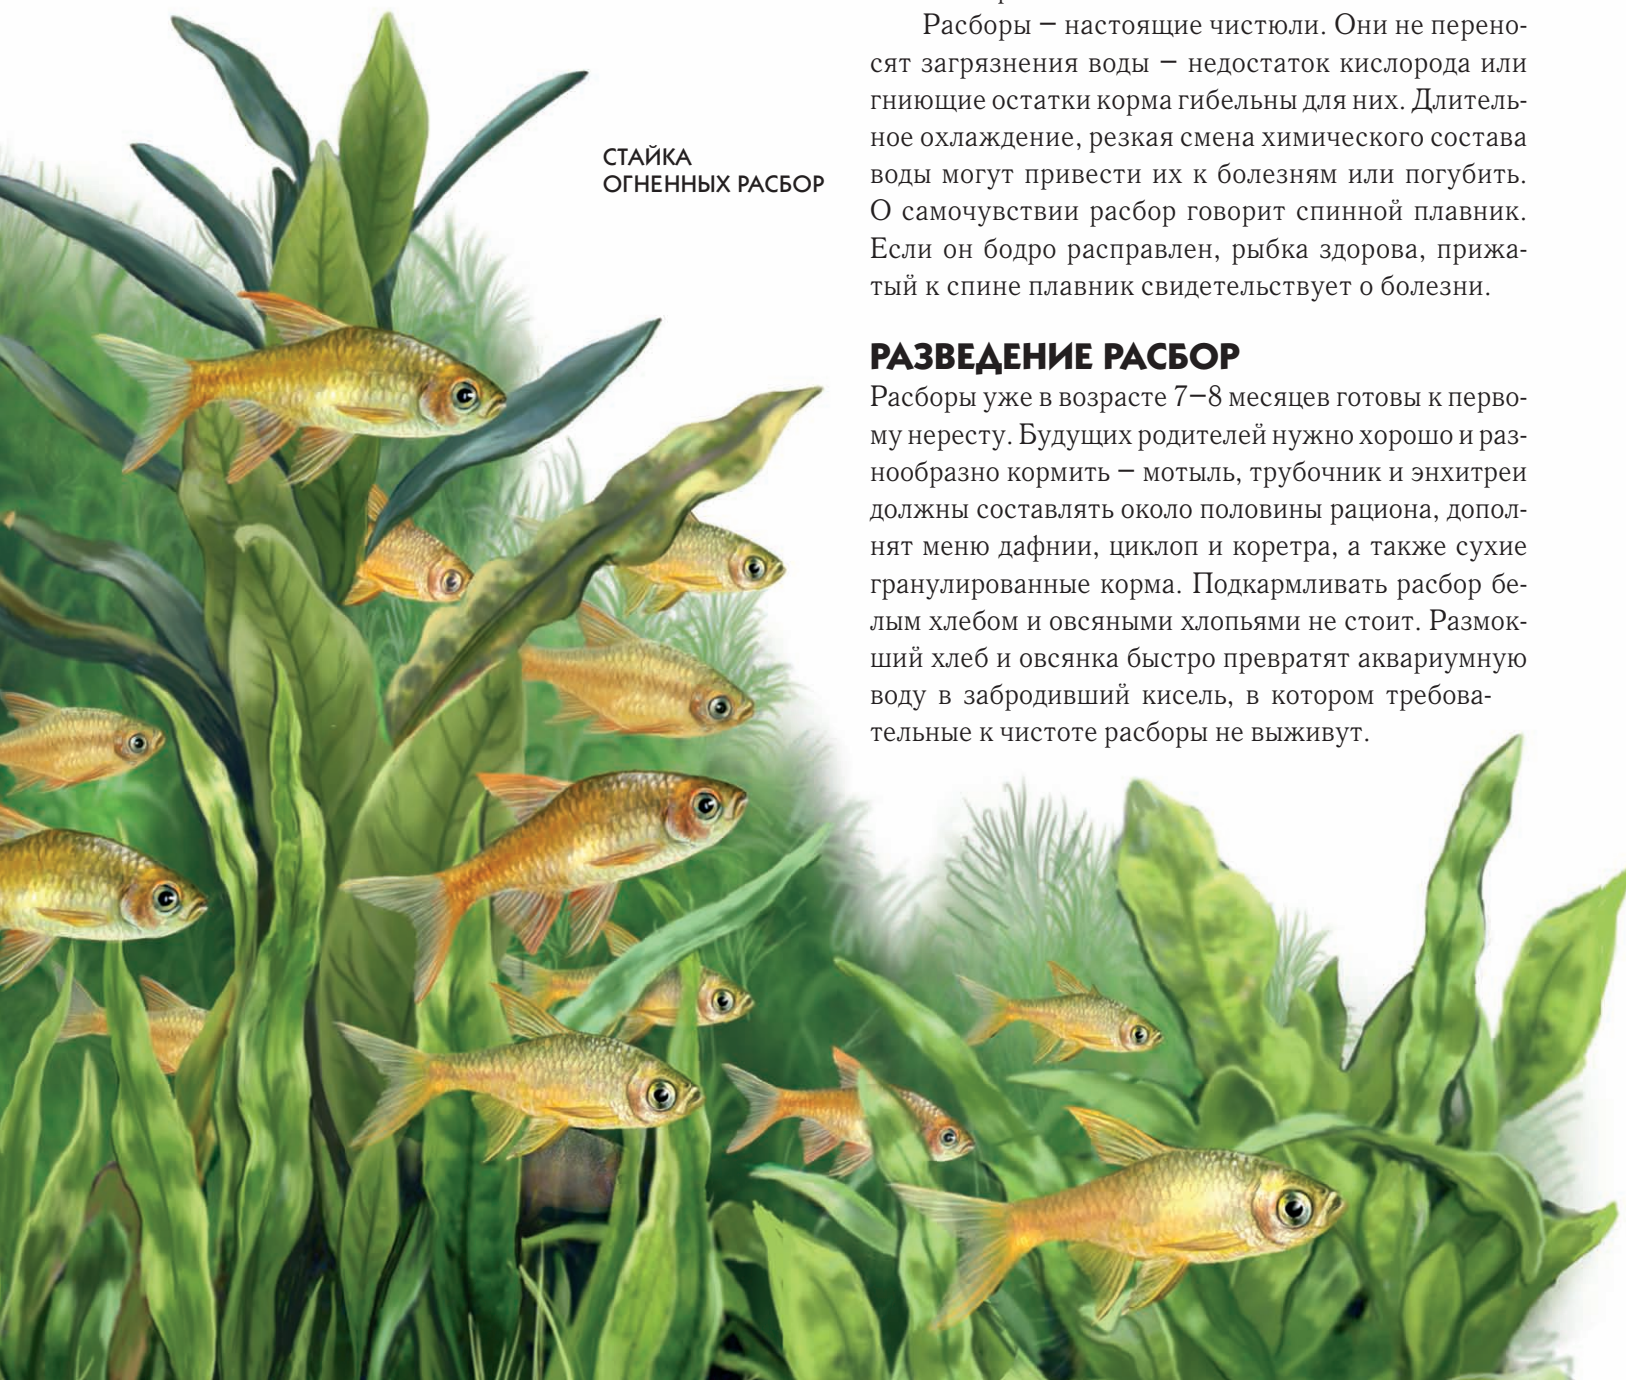 СТАЙКА
ОГНЕННЫХ РАСБОР
Расборы – настоящие чистюли. Они не перено-
сят загрязнения воды – недостаток кислорода или
гниющие остатки корма гибельны для них. Длитель-
ное охлаждение, резкая смена химического состава
воды могут привести их к болезням или погубить.
О самочувствии расбор говорит спинной плавник.
Если он бодро расправлен, рыбка здорова, прижа-
тый к спине плавник свидетельствует о болезни.
РАЗВЕДЕНИЕ РАСБОР
Расборы уже в возрасте 7–8 месяцев готовы к перво-
му нересту. Будущих родителей нужно хорошо и раз-
нообразно кормить – мотыль, трубочник и энхитреи
должны составлять около половины рациона, допол-
нят меню дафнии, циклоп и коретра, а также сухие
гранулированные корма. Подкармливать расбор бе-
лым хлебом и овсяными хлопьями не стоит. Размок-
ший хлеб и овсянка быстро превратят аквариумную
воду в забродивший кисель, в котором требова-
тельные к чистоте расборы не выживут.